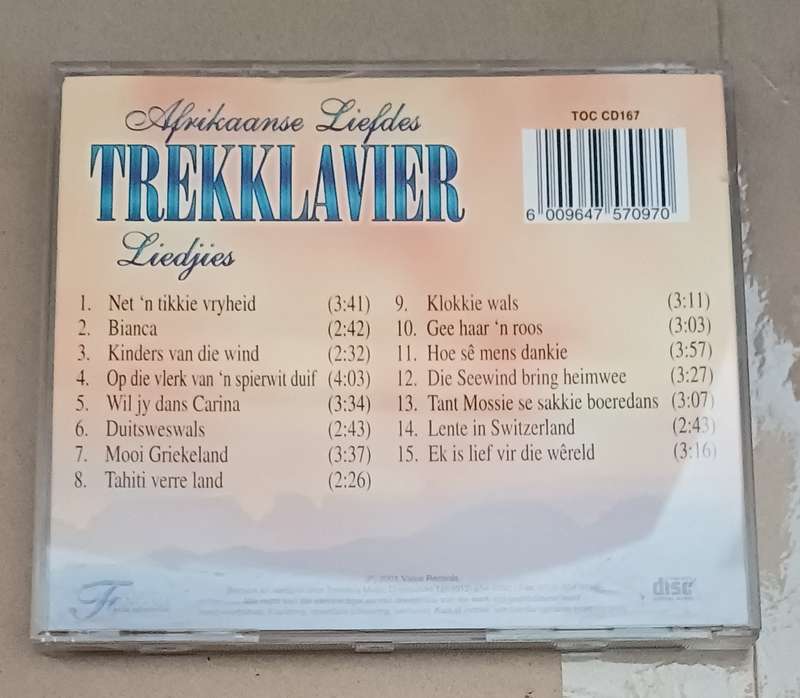 Afrikaanse Liefdes
TREKKLAVIER
Liedjies
TOC CD167
6 009647 570970
1. Net 'n tikkie vryheid (3:41)
2. Bianca (2:42)
3. Kinders van die wind (2:32)
4. Op die vlerk van 'n spierwit duif (4:03)
5. Wil jy dans Carina (3:34)
6. Duitsweswals (2:43)
7. Mooi Griekeland (3:37)
8. Tahiti verre land (2:26)
9. Klokkie wals (3:11)
10. Gee haar 'n roos (3:03)
11. Hoe sê mens dankie (3:57)
12. Die Seewind bring heimwee (3:27)
13. Tant Mossie se sakkie boeredans (3:07)
14. Lente in Switzerland (2:43)
15. Ek is lief vir die wêreld (3:16)
Records
disc